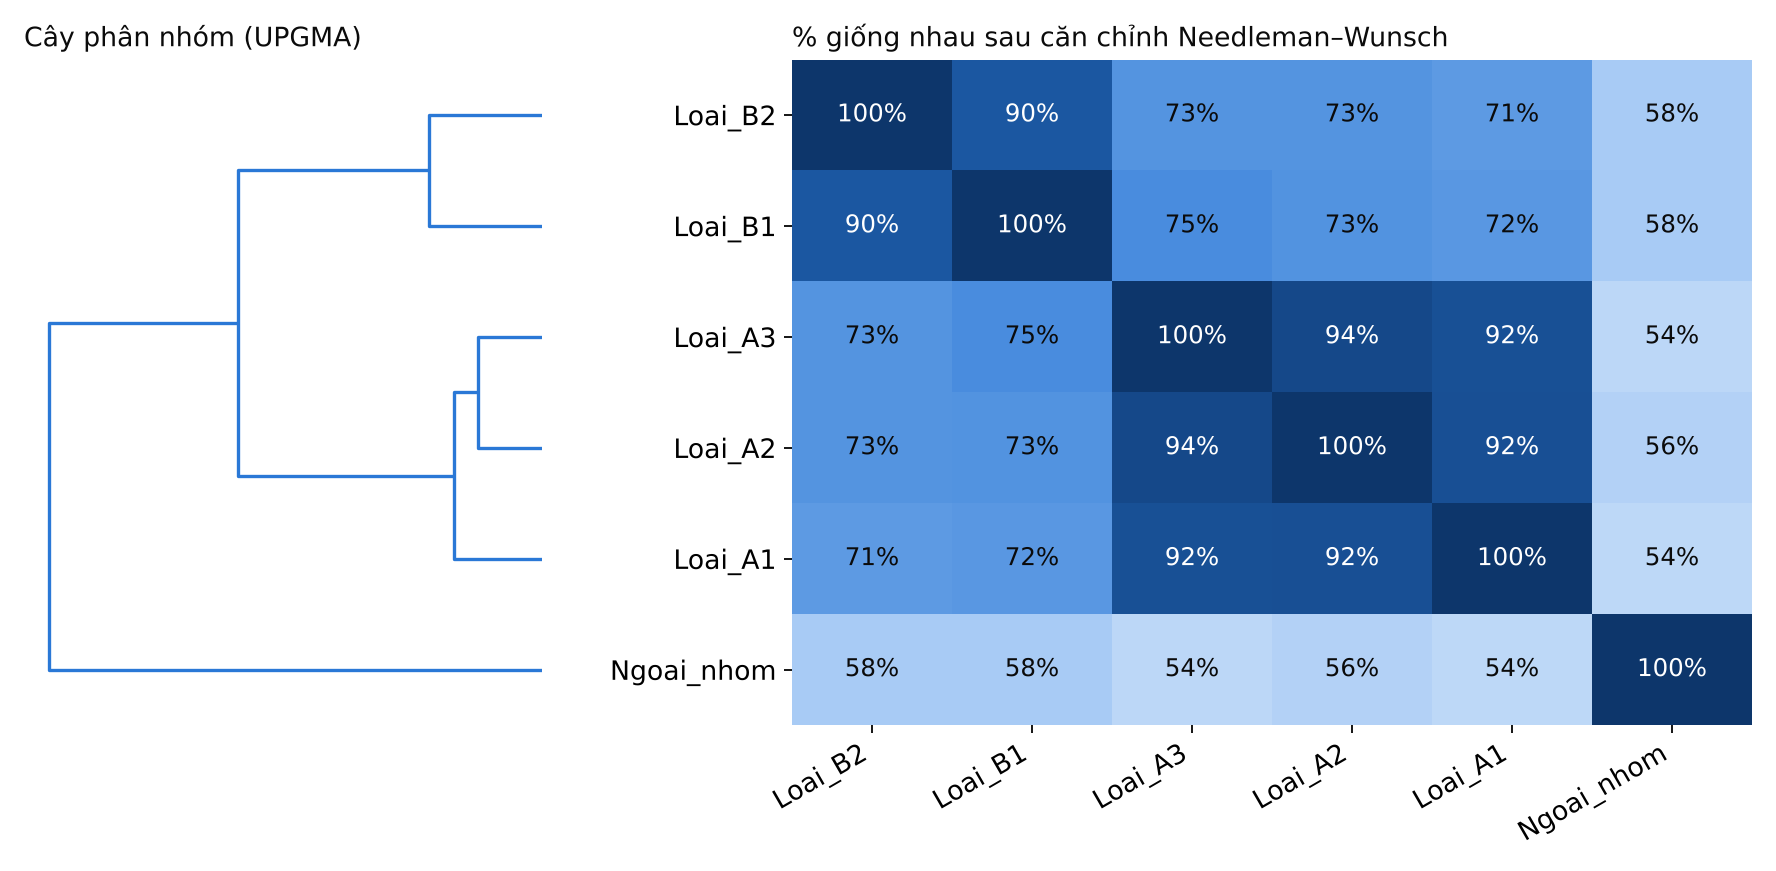 Cây phân nhóm (UPGMA)
% giống nhau sau căn chỉnh Needleman–Wunsch
Loai_B2 100% 90% 73% 73% 71% 58%
Loai_B1 90% 100% 75% 73% 72% 58%
Loai_A3 73% 75% 100% 94% 92% 54%
Loai_A2 73% 73% 94% 100% 92% 56%
Loai_A1 71% 72% 92% 92% 100% 54%
Ngoai_nhom 58% 58% 54% 56% 54% 100%
Loai_B2 Loai_B1 Loai_A3 Loai_A2 Loai_A1 Ngoai_nhom